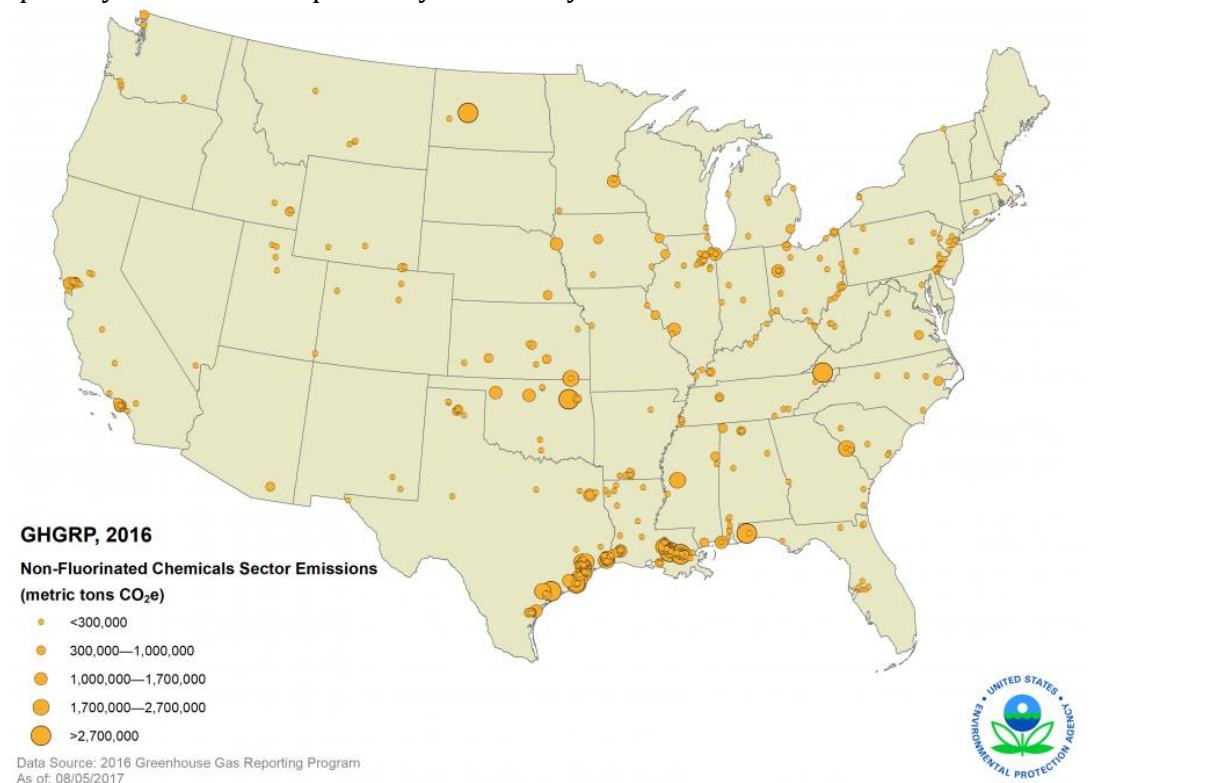 GHGRP, 2016
Non-Fluorinated Chemicals Sector Emissions
(metric tons CO₂e)
<300,000
300,000—1,000,000
1,000,000—1,700,000
1,700,000—2,700,000
>2,700,000
Data Source: 2016 Greenhouse Gas Reporting Program
As of: 08/05/2017
UNITED STATES
ENVIRONMENTAL PROTECTION AGENCY